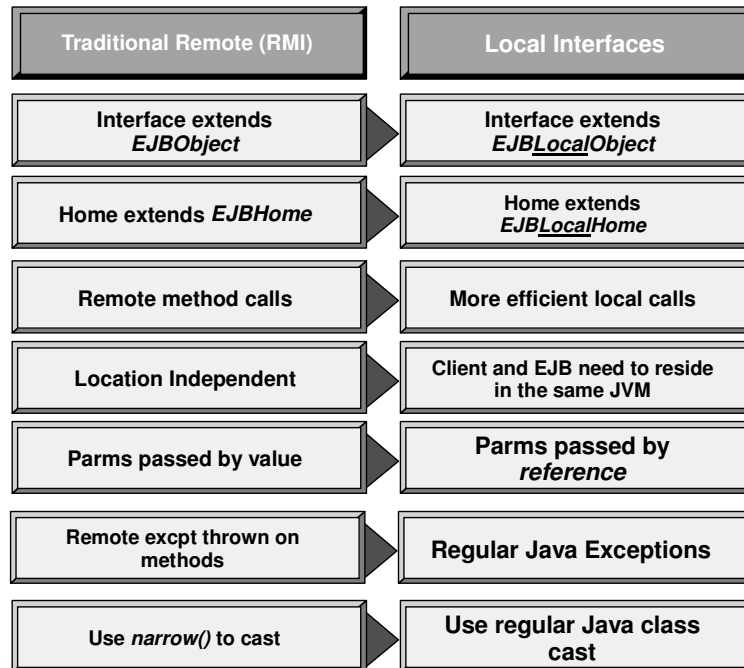 Traditional Remote (RMI)
Local Interfaces
Interface extends
EJBObject
Interface extends
EJBLocalObject
Home extends EJBHome
Home extends
EJBLocalHome
Remote method calls
More efficient local calls
Location Independent
Client and EJB need to reside
in the same JVM
Parms passed by value
Parms passed by
reference
Remote excpt thrown on
methods
Regular Java Exceptions
Use narrow() to cast
Use regular Java class
cast